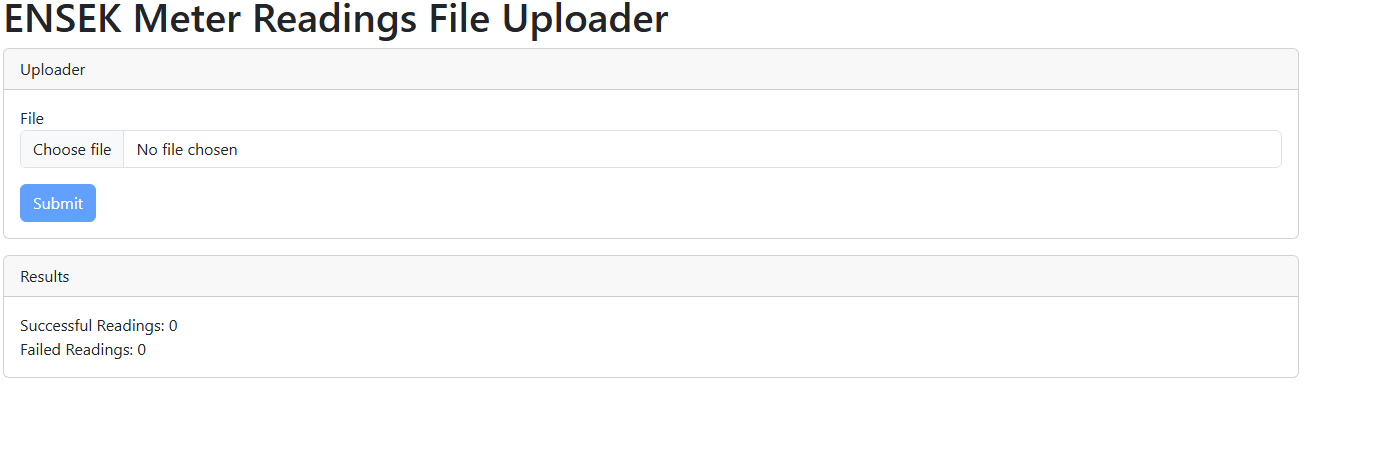 ENSEK Meter Readings File Uploader
Uploader
File
Choose file No file chosen
Submit
Results
Successful Readings: 0
Failed Readings: 0